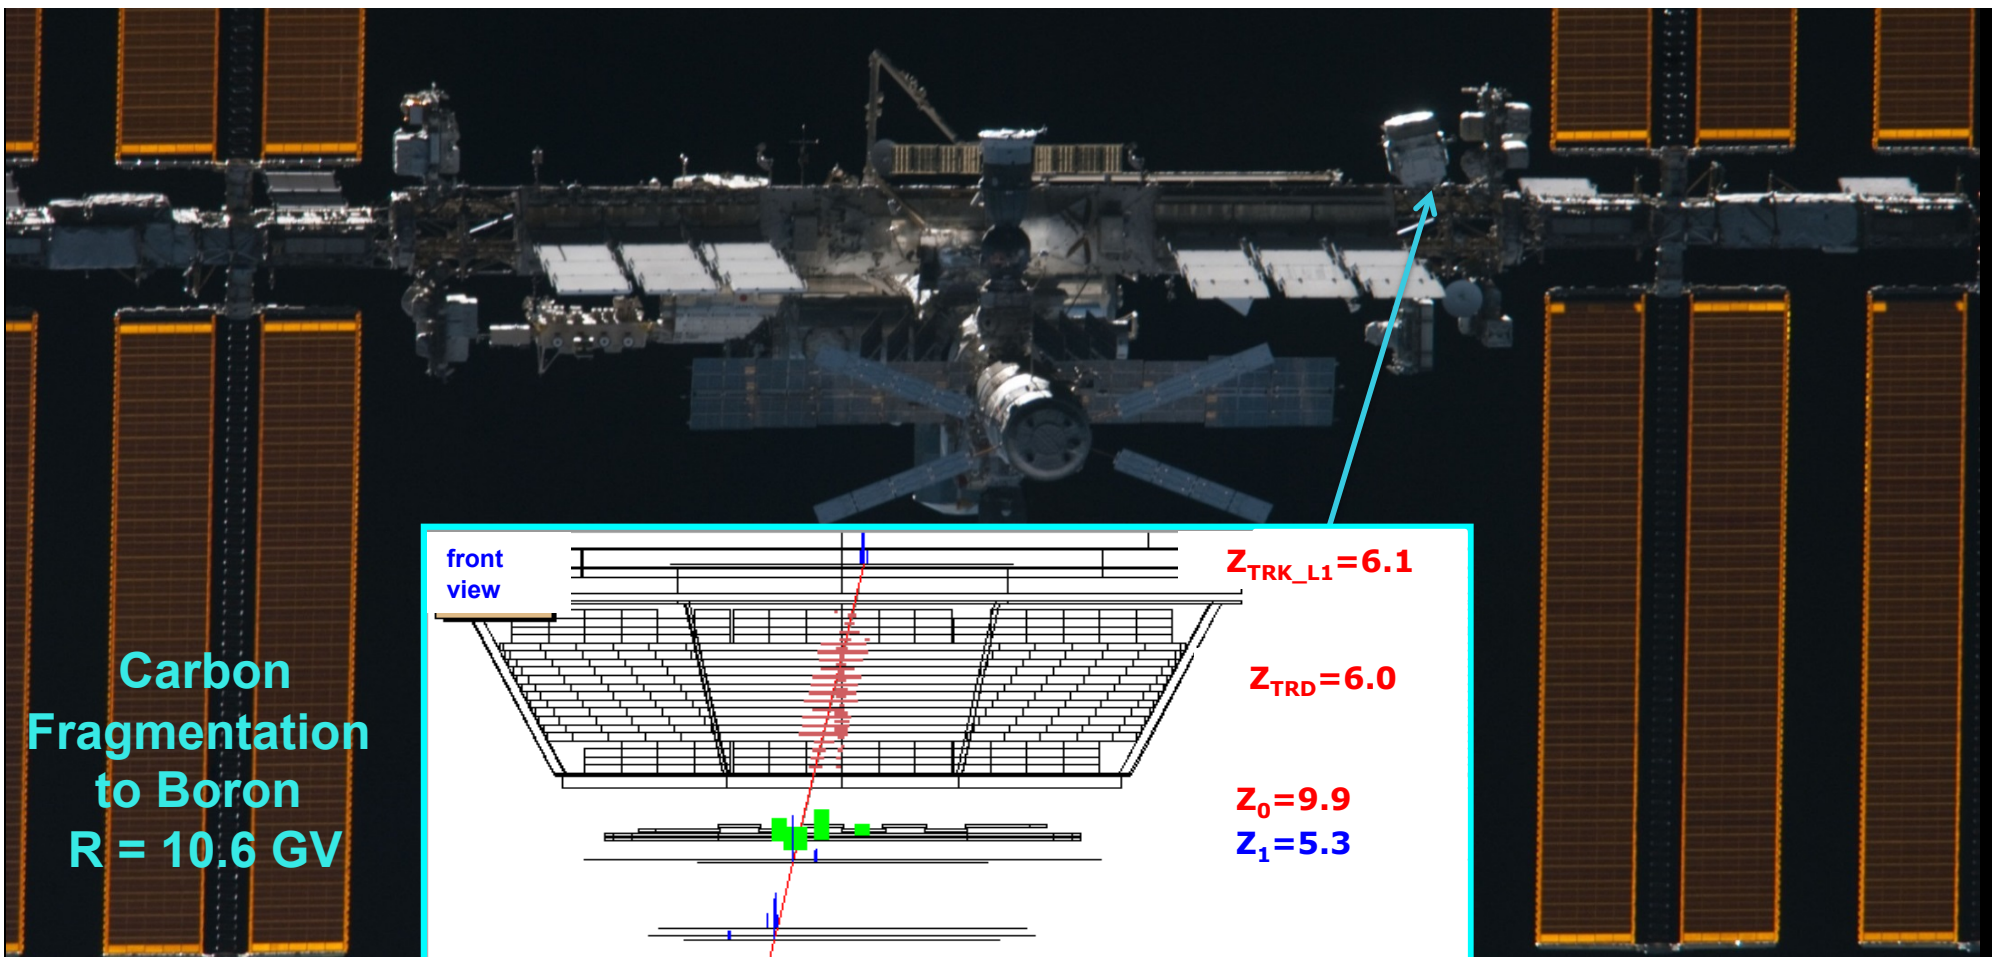 front
view
Z_TRK_L1=6.1
Z_TRD=6.0
Z_0=9.9
Z_1=5.3
Carbon
Fragmentation
to Boron
R = 10.6 GV